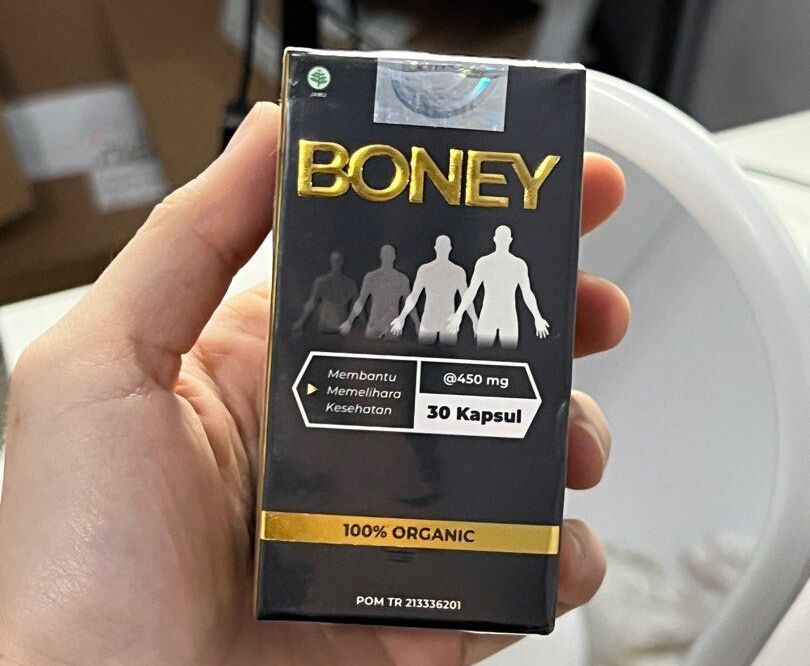 JAMU
BONEY
Membantu
Memelihara
Kesehatan
@450 mg
30 Kapsul
100% ORGANIC
POM TR 213336201